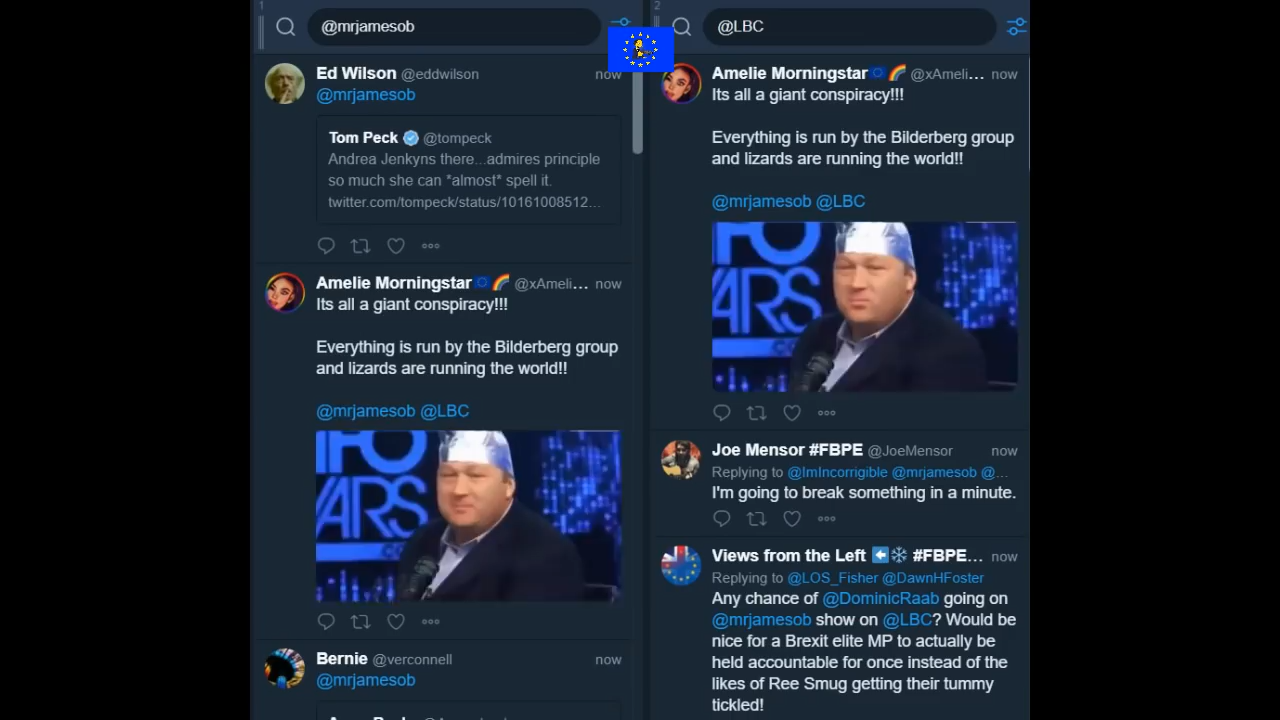 1
@mrjamesob
Ed Wilson @eddwilson now
@mrjamesob
Tom Peck @tompeck
Andrea Jenkyns there...admires principle
so much she can *almost* spell it.
twitter.com/tompeck/status/10161008512...
Amelie Morningstar🇪🇺🌈 @xAmeli... now
Its all a giant conspiracy!!!
Everything is run by the Bilderberg group
and lizards are running the world!!
@mrjamesob @LBC
FO
WARS
Bernie @verconnell now
@mrjamesob
2
@LBC
Amelie Morningstar🇪🇺🌈 @xAmeli... now
Its all a giant conspiracy!!!
Everything is run by the Bilderberg group
and lizards are running the world!!
@mrjamesob @LBC
FO
ARS
Joe Mensor #FBPE @JoeMensor now
Replying to @ImIncorrigible @mrjamesob @...
I'm going to break something in a minute.
Views from the Left ⬅️❄️ #FBPE... now
Replying to @LOS_Fisher @DawnHFoster
Any chance of @DominicRaab going on
@mrjamesob show on @LBC? Would be
nice for a Brexit elite MP to actually be
held accountable for once instead of the
likes of Ree Smug getting their tummy
tickled!